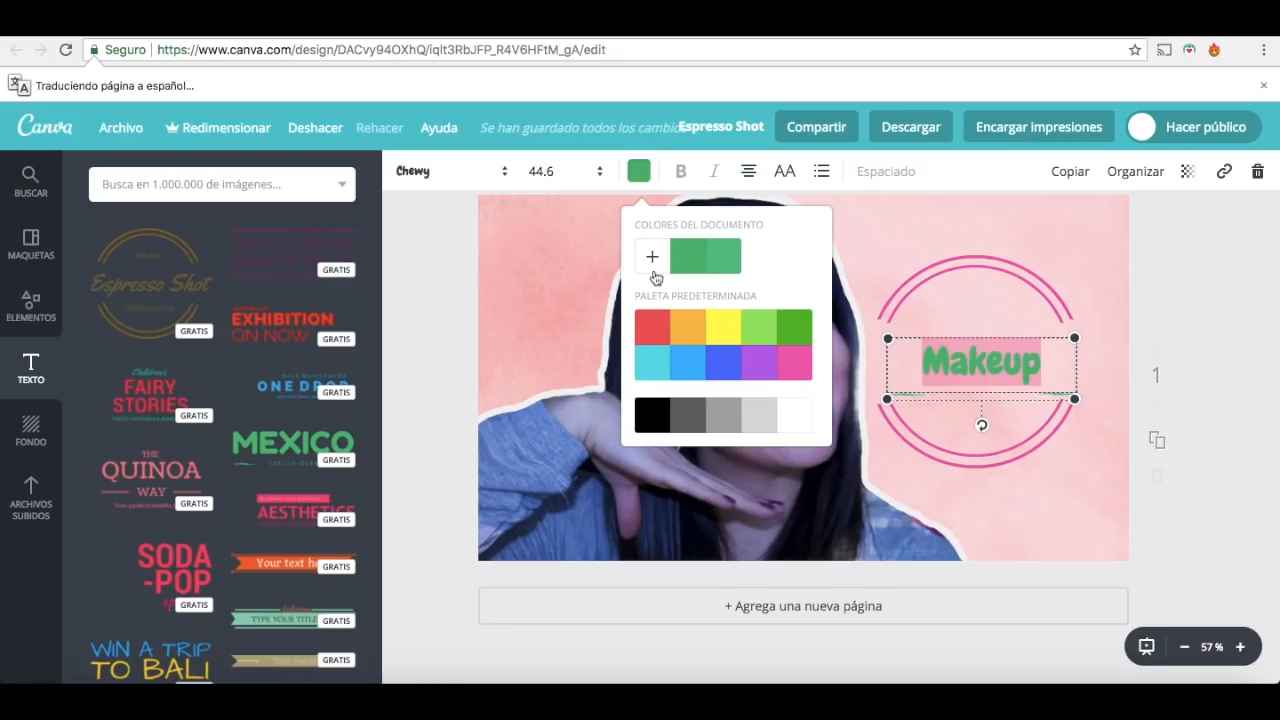 Seguro | https://www.canva.com/design/DACvy94OXhQ/iqlt3RbJFP_R4V6HFtM_gA/edit
Traduciendo página a español...
Canva
Archivo
Redimensionar
Deshacer
Rehacer
Ayuda
Se han guardado todos los cambio
Espresso Shot
Compartir
Descargar
Encargar impresiones
Hacer público
BUSCAR
MAQUETAS
ELEMENTOS
TEXTO
FONDO
ARCHIVOS
SUBIDOS
Busca en 1.000.000 de imágenes...
Espresso Shot
GRATIS
GRATIS
EXHIBITION
ON NOW
GRATIS
FAIRY
STORIES
GRATIS
ONE DROP
GRATIS
MEXICO
GRATIS
THE
QUINOA
WAY
GRATIS
AESTHETICS
GRATIS
SODA
-POP
GRATIS
Your text he
GRATIS
TYPE YOUR TITLE
GRATIS
WIN A TRIP
TO BALI
GRATIS
Chewy
44.6
B
I
AA
Espaciado
Copiar
Organizar
COLORES DEL DOCUMENTO
+
PALETA PREDETERMINADA
Makeup
1
+ Agrega una nueva página
− 57 % +